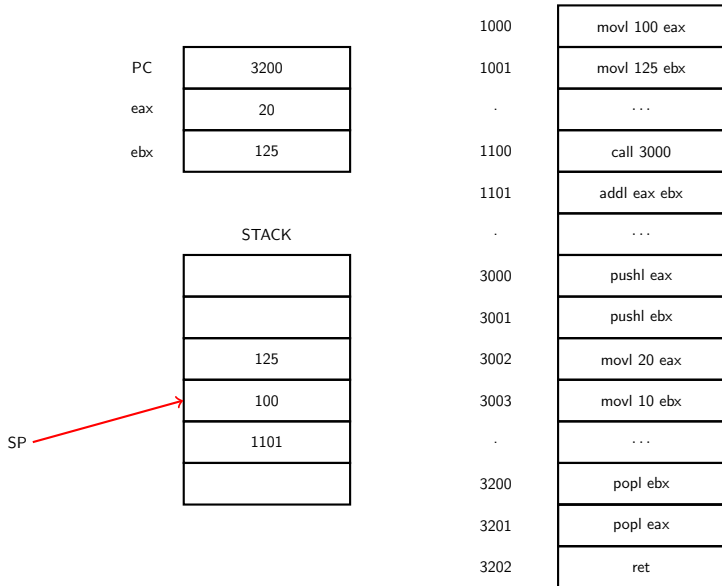 PC 3200
eax 20
ebx 125
STACK
125
100
1101
SP
1000 movl 100 eax
1001 movl 125 ebx
. ...
1100 call 3000
1101 addl eax ebx
. ...
3000 pushl eax
3001 pushl ebx
3002 movl 20 eax
3003 movl 10 ebx
. ...
3200 popl ebx
3201 popl eax
3202 ret